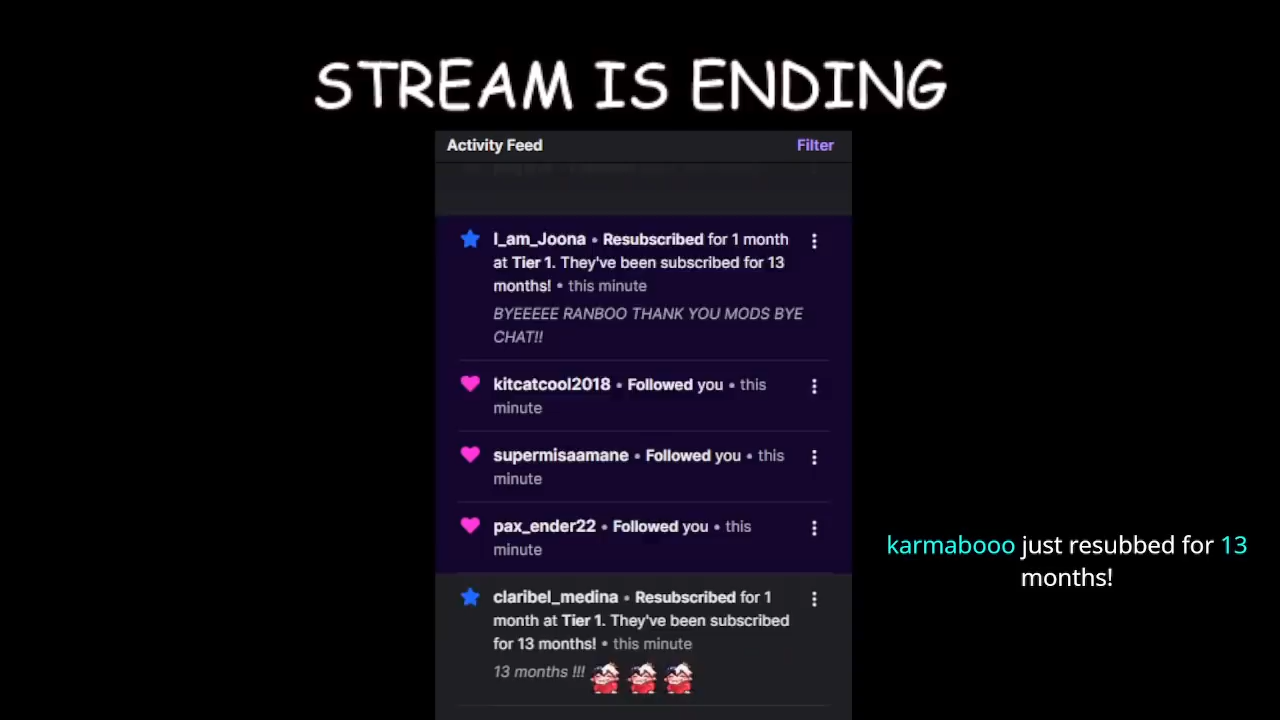 STREAM IS ENDING
Activity Feed
Filter
I_am_Joona • Resubscribed for 1 month
at Tier 1. They've been subscribed for 13
months! • this minute
BYEEEEE RANBOO THANK YOU MODS BYE
CHAT!!
kitcatcool2018 • Followed you • this
minute
supermisaamane • Followed you • this
minute
pax_ender22 • Followed you • this
minute
claribel_medina • Resubscribed for 1
month at Tier 1. They've been subscribed
for 13 months! • this minute
13 months !!!
karmabooo just resubbed for 13
months!